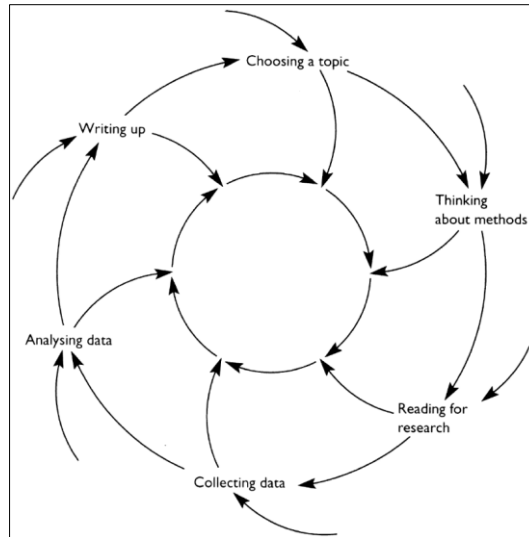 Choosing a topic
Writing up
Thinking
about methods
Analysing data
Reading for
research
Collecting data